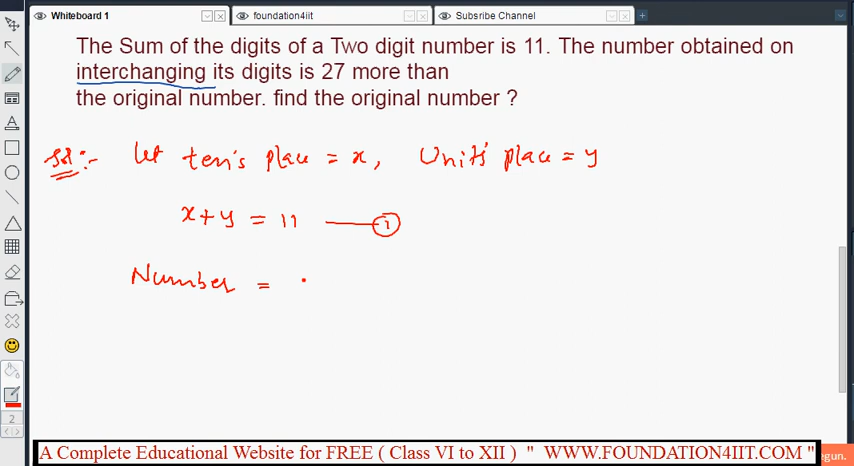 Whiteboard 1
foundation4iit
Subsribe Channel
The Sum of the digits of a Two digit number is 11. The number obtained on
interchanging its digits is 27 more than
the original number. find the original number ?
Sol:- Let ten's place = x, Unit's place = y
x + y = 11 —— 1
Number =
2
A Complete Educational Website for FREE ( Class VI to XII ) " WWW.FOUNDATION4IIT.COM "
egun.